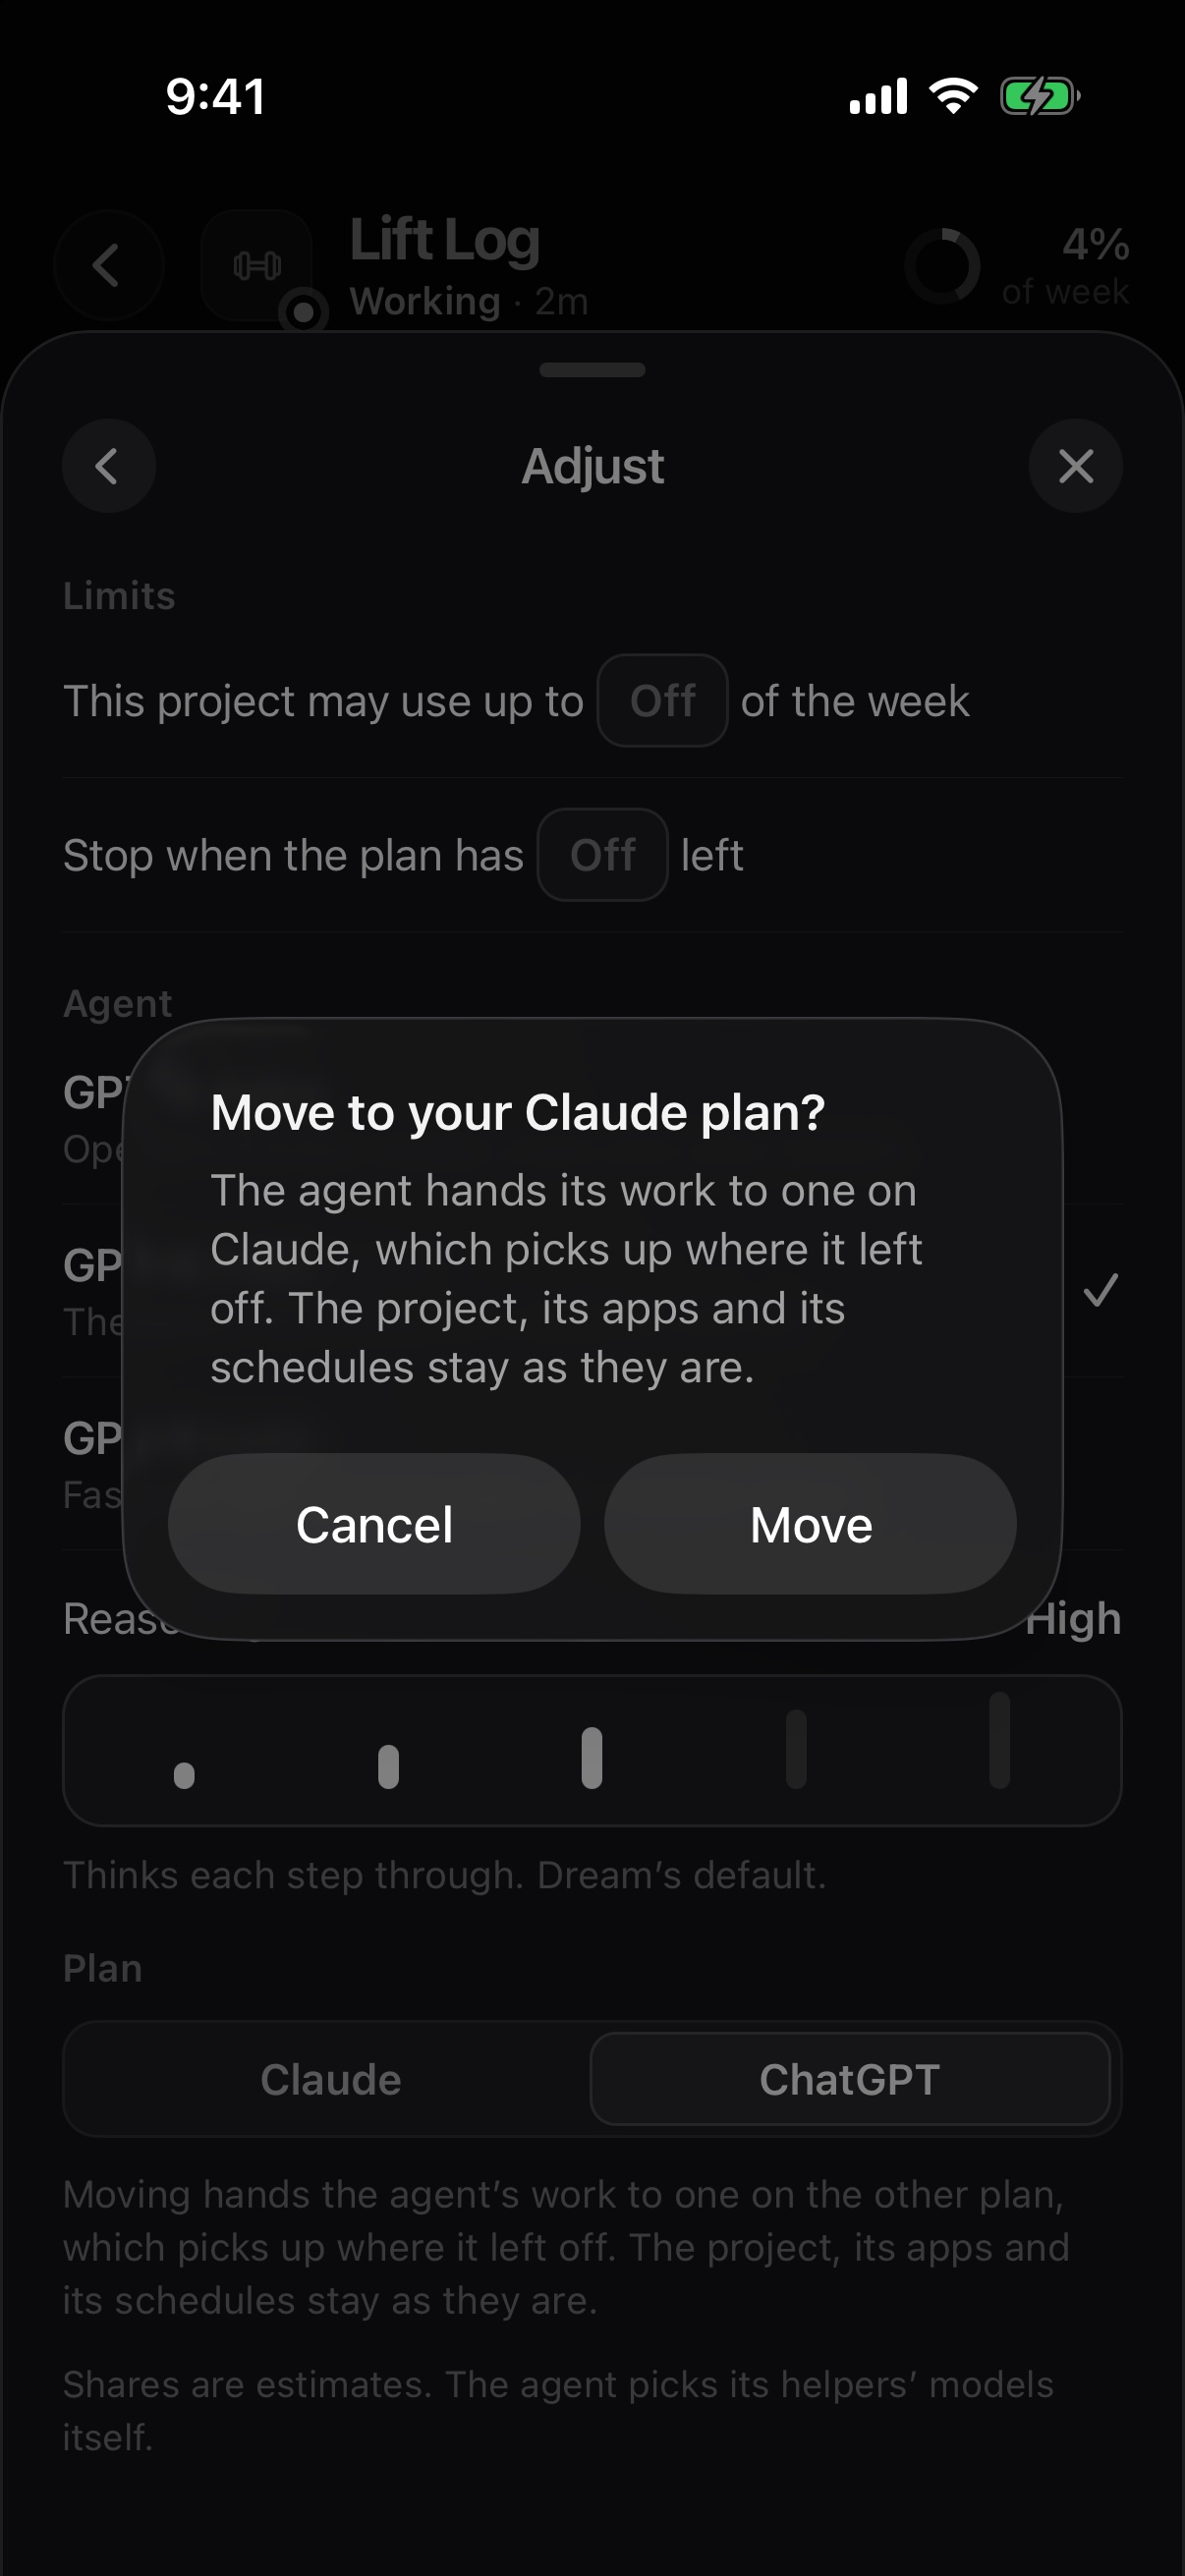 9:41
Lift Log
Working · 2m
4%
of week
Adjust
Limits
This project may use up to Off of the week
Stop when the plan has Off left
Agent
Move to your Claude plan?
The agent hands its work to one on
Claude, which picks up where it left
off. The project, its apps and its
schedules stay as they are.
Cancel
Move
High
Thinks each step through. Dream’s default.
Plan
Claude
ChatGPT
Moving hands the agent’s work to one on the other plan,
which picks up where it left off. The project, its apps and
its schedules stay as they are.
Shares are estimates. The agent picks its helpers’ models
itself.